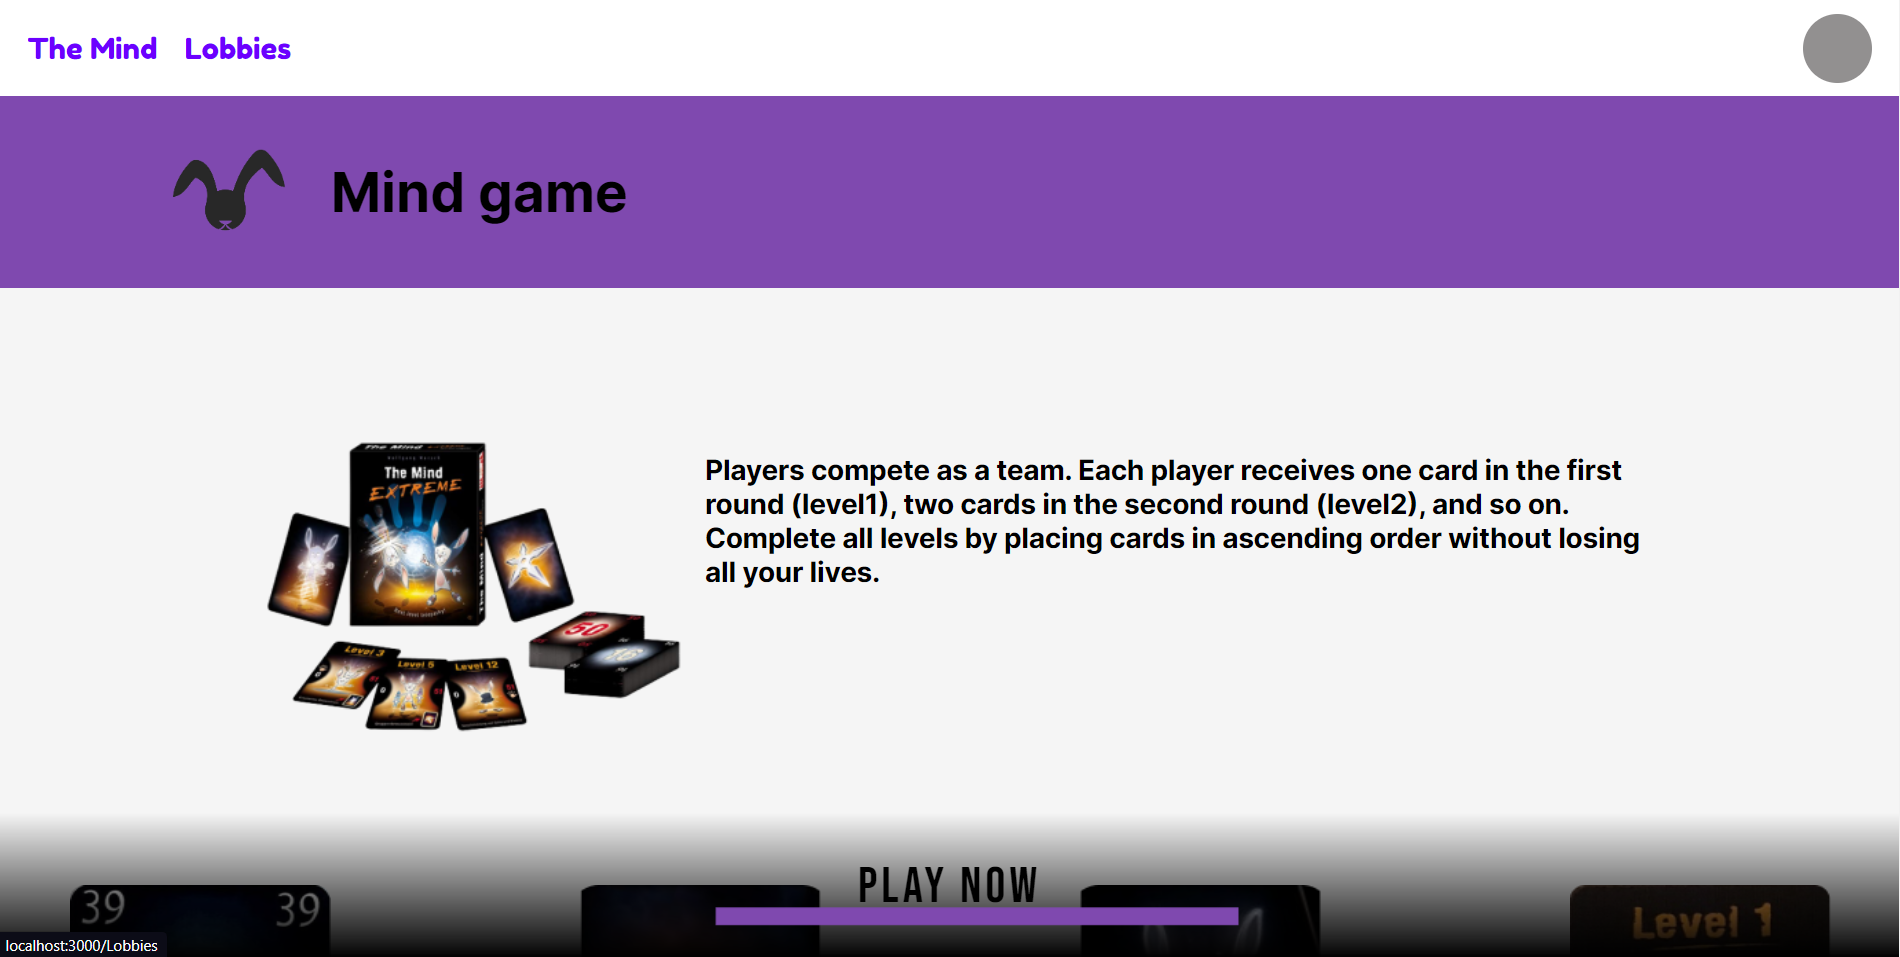 The Mind Lobbies
Mind game
Players compete as a team. Each player receives one card in the first
round (level1), two cards in the second round (level2), and so on.
Complete all levels by placing cards in ascending order without losing
all your lives.
The Mind
EXTREME
The Mind
50
Level 3
Level 6
Level 12
PLAY NOW
39 39
Level 1
localhost:3000/Lobbies